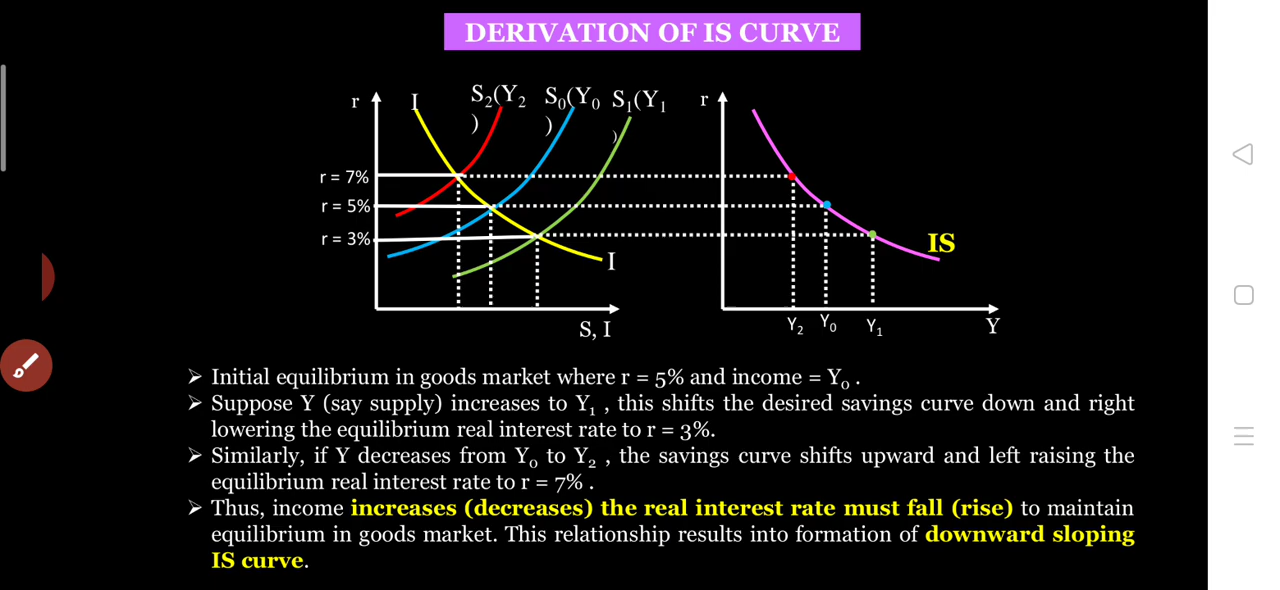 DERIVATION OF IS CURVE
r I S₂(Y₂ S₀(Y₀ S₁(Y₁ r
) ) )
r = 7%
r = 5%
r = 3%
IS
I
S, I Y₂ Y₀ Y₁ Y
➢ Initial equilibrium in goods market where r = 5% and income = Y₀ .
➢ Suppose Y (say supply) increases to Y₁ , this shifts the desired savings curve down and right
lowering the equilibrium real interest rate to r = 3%.
➢ Similarly, if Y decreases from Y₀ to Y₂ , the savings curve shifts upward and left raising the
equilibrium real interest rate to r = 7% .
➢ Thus, income increases (decreases) the real interest rate must fall (rise) to maintain
equilibrium in goods market. This relationship results into formation of downward sloping
IS curve.